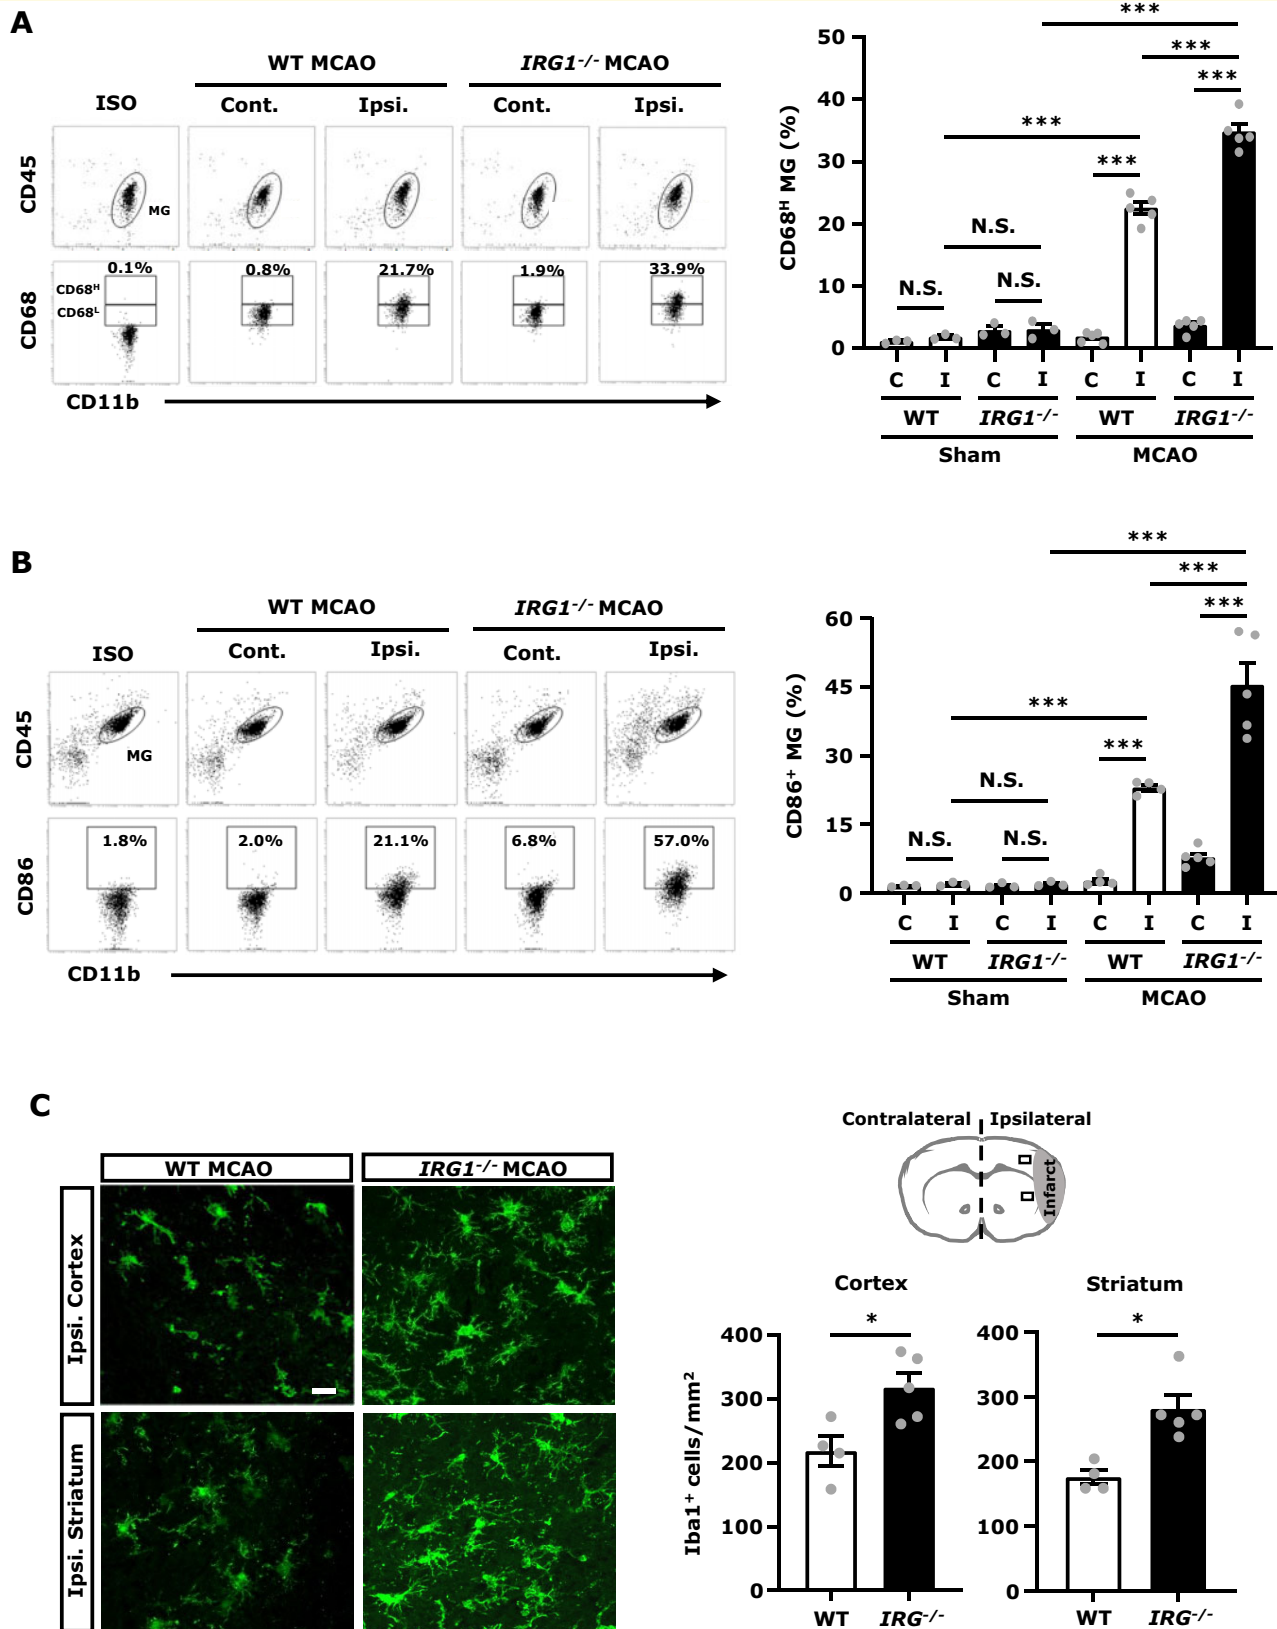 A
WT MCAO
IRG1-/- MCAO
ISO
Cont.
Ipsi.
Cont.
Ipsi.
CD45
MG
0.1%
0.8%
21.7%
1.9%
33.9%
CD68
CD68H
CD68L
CD11b
***
***
***
***
***
N.S.
N.S.
N.S.
CD68H MG (%)
50
40
30
20
10
0
C I C I C I C I
WT IRG1-/- WT IRG1-/-
Sham MCAO
B
WT MCAO
IRG1-/- MCAO
ISO
Cont.
Ipsi.
Cont.
Ipsi.
CD45
MG
CD86
1.8%
2.0%
21.1%
6.8%
57.0%
CD11b
***
***
***
***
***
N.S.
N.S.
N.S.
CD86+ MG (%)
60
45
30
15
0
C I C I C I C I
WT IRG1-/- WT IRG1-/-
Sham MCAO
C
WT MCAO
IRG1-/- MCAO
Ipsi. Cortex
Ipsi. Striatum
Contralateral
Ipsilateral
Infarct
Cortex
*
Iba1+ cells/mm2
400
300
200
100
0
WT IRG-/-
Striatum
*
400
300
200
100
0
WT IRG-/-